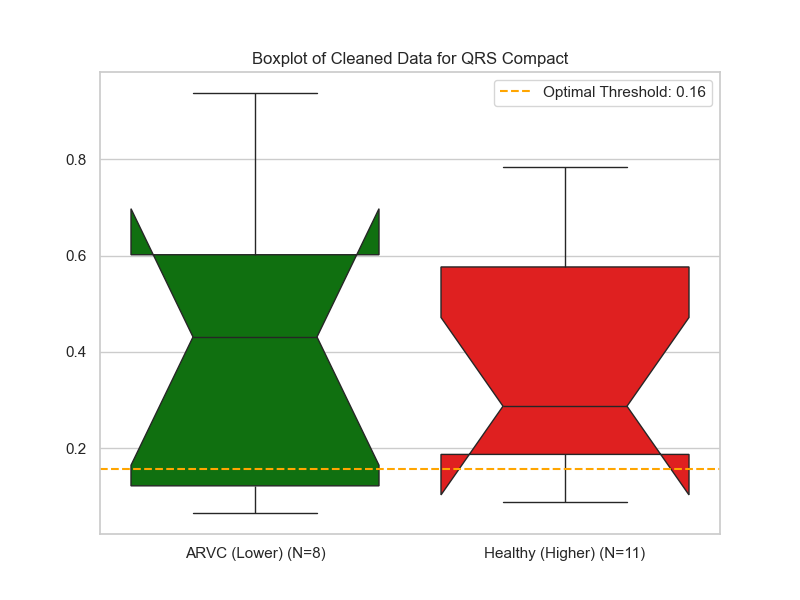 Boxplot of Cleaned Data for QRS Compact
Optimal Threshold: 0.16
0.8
0.6
0.4
0.2
ARVC (Lower) (N=8)
Healthy (Higher) (N=11)